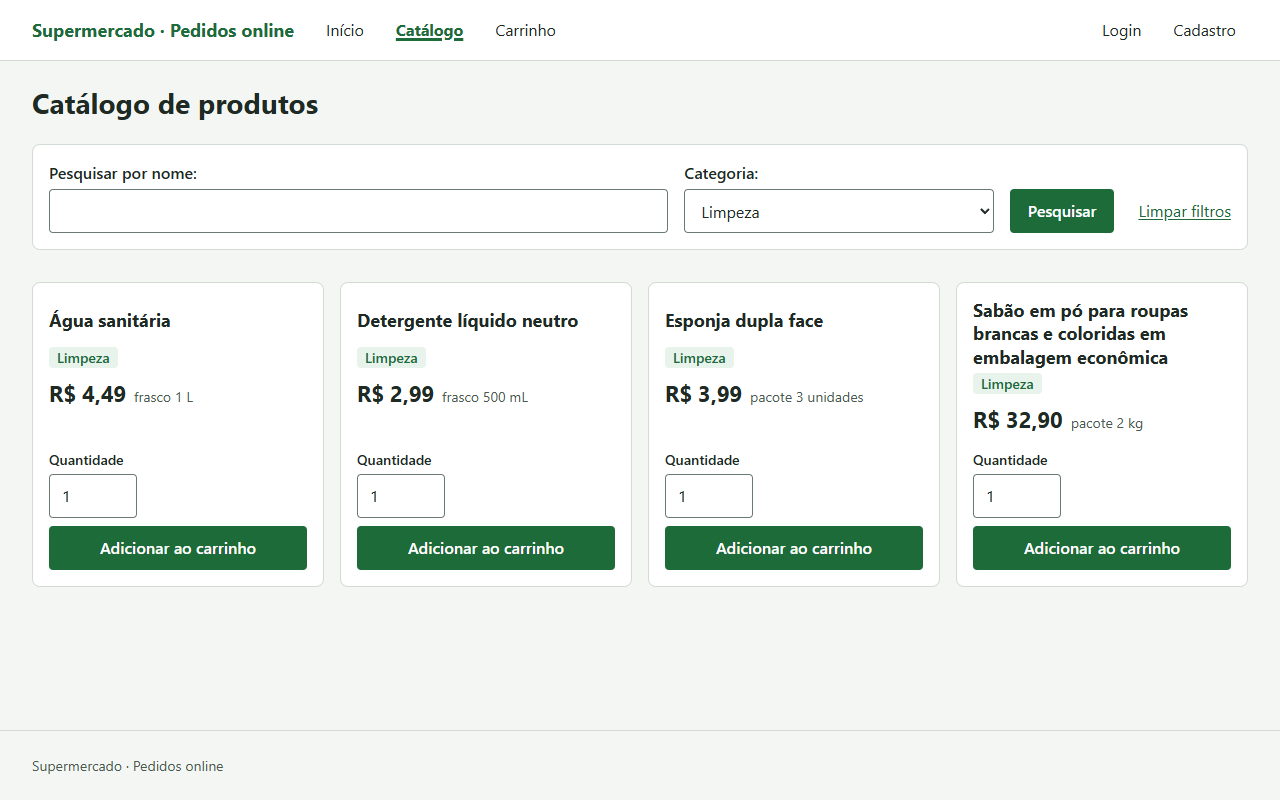 Supermercado · Pedidos online Início Catálogo Carrinho Login Cadastro
Catálogo de produtos
Pesquisar por nome:
Categoria:
Limpeza
Pesquisar
Limpar filtros
Água sanitária
Limpeza
R$ 4,49 frasco 1 L
Quantidade
1
Adicionar ao carrinho
Detergente líquido neutro
Limpeza
R$ 2,99 frasco 500 mL
Quantidade
1
Adicionar ao carrinho
Esponja dupla face
Limpeza
R$ 3,99 pacote 3 unidades
Quantidade
1
Adicionar ao carrinho
Sabão em pó para roupas
brancas e coloridas em
embalagem econômica
Limpeza
R$ 32,90 pacote 2 kg
Quantidade
1
Adicionar ao carrinho
Supermercado · Pedidos online